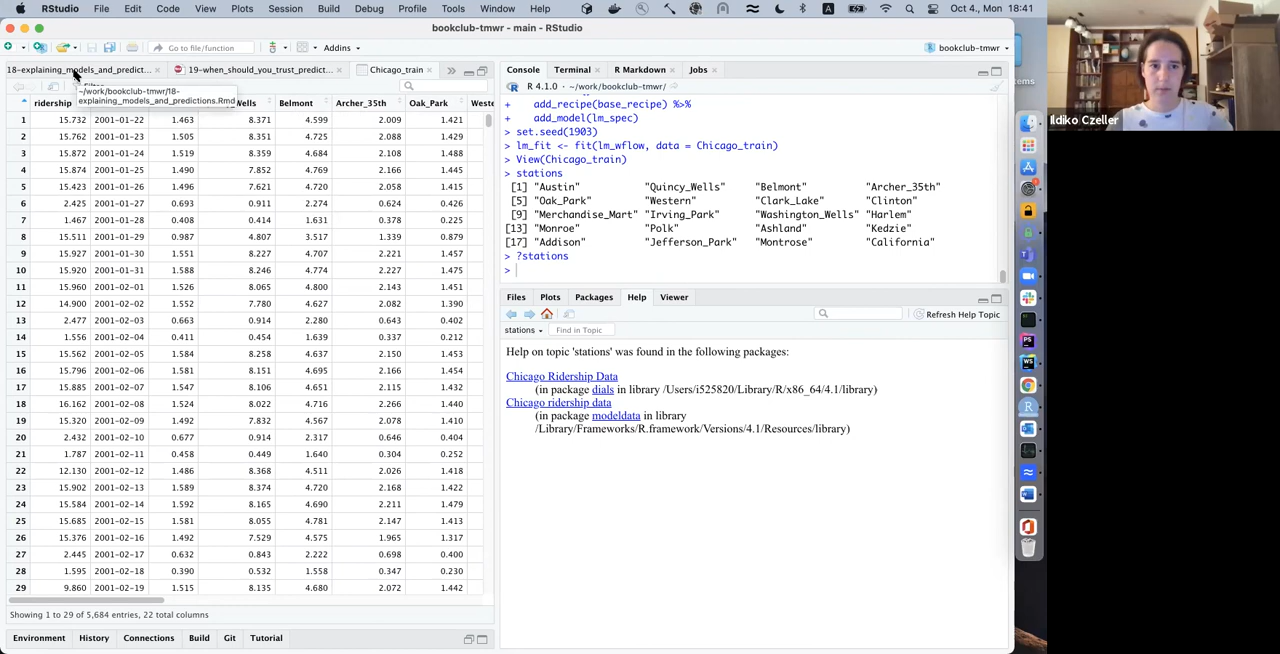 RStudio File Edit Code View Plots Session Build Debug Profile Tools Window Help A Oct 4., Mon 18:41
bookclub-tmwr - main - RStudio
Go to file/function Addins bookclub-tmwr
18-explaining_models_and_predict... 19-when_should_you_trust_predict... Chicago_train
~/work/bookclub-tmwr/18-
explaining_models_and_predictions.Rmd
ridership Wells Belmont Archer_35th Oak_Park Weste
1 15.732 2001-01-22 1.463 8.371 4.599 2.009 1.421
2 15.762 2001-01-23 1.505 8.351 4.725 2.088 1.429
3 15.872 2001-01-24 1.519 8.359 4.684 2.108 1.488
4 15.874 2001-01-25 1.490 7.852 4.769 2.166 1.445
5 15.423 2001-01-26 1.496 7.621 4.720 2.058 1.415
6 2.425 2001-01-27 0.693 0.911 2.274 0.624 0.426
7 1.467 2001-01-28 0.408 0.414 1.631 0.378 0.225
8 15.511 2001-01-29 0.987 4.807 3.517 1.339 0.879
9 15.927 2001-01-30 1.551 8.227 4.707 2.221 1.457
10 15.920 2001-01-31 1.588 8.246 4.774 2.227 1.475
11 15.960 2001-02-01 1.526 8.065 4.800 2.143 1.451
12 14.900 2001-02-02 1.552 7.780 4.627 2.082 1.390
13 2.477 2001-02-03 0.663 0.914 2.280 0.643 0.402
14 1.556 2001-02-04 0.411 0.454 1.639 0.337 0.212
15 15.562 2001-02-05 1.584 8.258 4.633 2.150 1.453
16 15.796 2001-02-06 1.581 8.151 4.699 2.166 1.454
17 15.885 2001-02-07 1.547 8.106 4.651 2.115 1.432
18 16.162 2001-02-08 1.524 8.022 4.716 2.266 1.440
19 15.320 2001-02-09 1.492 7.832 4.567 2.078 1.410
20 2.432 2001-02-10 0.677 0.914 2.317 0.646 0.404
21 1.787 2001-02-11 0.458 0.449 1.640 0.304 0.252
22 12.130 2001-02-12 1.486 8.368 4.511 2.026 1.418
23 15.902 2001-02-13 1.589 8.374 4.720 2.168 1.422
24 15.584 2001-02-14 1.592 8.165 4.690 2.211 1.479
25 15.685 2001-02-15 1.581 8.055 4.781 2.147 1.413
26 15.376 2001-02-16 1.492 7.529 4.575 1.965 1.317
27 2.445 2001-02-17 0.632 0.843 2.222 0.698 0.400
28 1.595 2001-02-18 0.390 0.532 1.558 0.347 0.230
29 9.860 2001-02-19 1.515 8.135 4.680 2.072 1.442
Showing 1 to 29 of 5,684 entries, 22 total columns
Environment History Connections Build Git Tutorial
Console Terminal R Markdown Jobs
R 4.1.0 · ~/work/bookclub-tmwr/
+ add_recipe(base_recipe) %>%
+ add_model(lm_spec)
> set.seed(1903)
> lm_fit <- fit(lm_wflow, data = Chicago_train)
> View(Chicago_train)
> stations
[1] "Austin" "Quincy_Wells" "Belmont" "Archer_35th"
[5] "Oak_Park" "Western" "Clark_Lake" "Clinton"
[9] "Merchandise_Mart" "Irving_Park" "Washington_Wells" "Harlem"
[13] "Monroe" "Polk" "Ashland" "Kedzie"
[17] "Addison" "Jefferson_Park" "Montrose" "California"
> ?stations
>
Files Plots Packages Help Viewer
Refresh Help Topic
stations Find in Topic
Help on topic 'stations' was found in the following packages:
Chicago Ridership Data
(in package dials in library /Users/i525820/Library/R/x86_64/4.1/library)
Chicago ridership data
(in package modeldata in library
/Library/Frameworks/R.framework/Versions/4.1/Resources/library)
tems
Ildiko Czeller